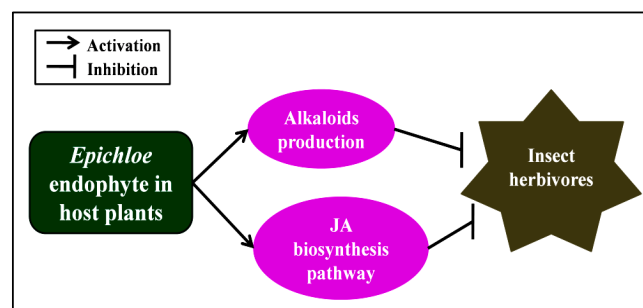 Activation
Inhibition
Epichloe
endophyte in
host plants
Alkaloids
production
JA
biosynthesis
pathway
Insect
herbivores